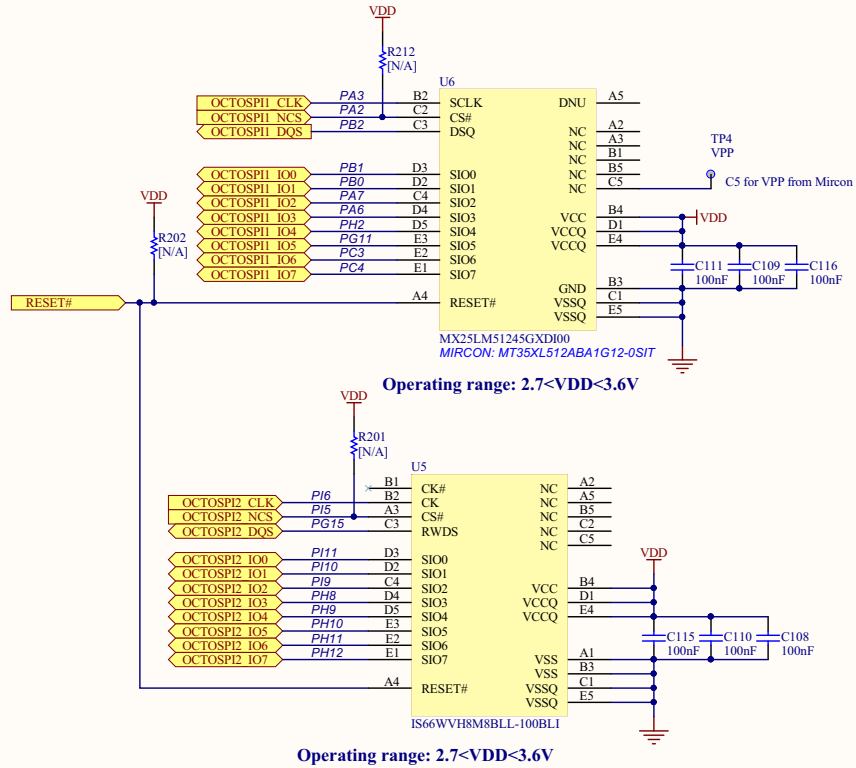 VDD
R212
[N/A]
U6
OCTOSPI1_CLK PA3 B2 SCLK DNU A5
OCTOSPI1_NCS PA2 C2 CS#
OCTOSPI1_DQS PB2 C3 DSQ NC A2
NC A3
NC B1
OCTOSPI1_IO0 PB1 D3 SIO0 NC B5
OCTOSPI1_IO1 PB0 D2 SIO1 NC C5
TP4
VPP
C5 for VPP from Mircon
OCTOSPI1_IO2 PA7 C4 SIO2
OCTOSPI1_IO3 PA6 D4 SIO3 VCC B4 VDD
OCTOSPI1_IO4 PH2 D5 SIO4 VCCQ D1
OCTOSPI1_IO5 PG11 E3 SIO5 VCCQ E4
OCTOSPI1_IO6 PC3 E2 SIO6
OCTOSPI1_IO7 PC4 E1 SIO7
VDD
R202
[N/A]
C111 C109 C116
100nF 100nF 100nF
GND B3
RESET# A4 RESET# VSSQ C1
VSSQ E5
MX25LM51245GXDI00
MIRCON: MT35XL512ABA1G12-0SIT
Operating range: 2.7<VDD<3.6V
VDD
R201
[N/A]
U5
B1 CK# NC A2
OCTOSPI2_CLK PI6 B2 CK NC A5
OCTOSPI2_NCS PI5 A3 CS# NC B5
OCTOSPI2_DQS PG15 C3 RWDS NC C2
NC C5
OCTOSPI2_IO0 PI11 D3 SIO0
OCTOSPI2_IO1 PI10 D2 SIO1
VDD
OCTOSPI2_IO2 PI9 C4 SIO2 VCC B4
OCTOSPI2_IO3 PH8 D4 SIO3 VCCQ D1
OCTOSPI2_IO4 PH9 D5 SIO4 VCCQ E4
OCTOSPI2_IO5 PH10 E3 SIO5
OCTOSPI2_IO6 PH11 E2 SIO6
OCTOSPI2_IO7 PH12 E1 SIO7
C115 C110 C108
100nF 100nF 100nF
VSS A1
VSS B3
A4 RESET# VSSQ C1
VSSQ E5
IS66WVH8M8BLL-100BLI
Operating range: 2.7<VDD<3.6V